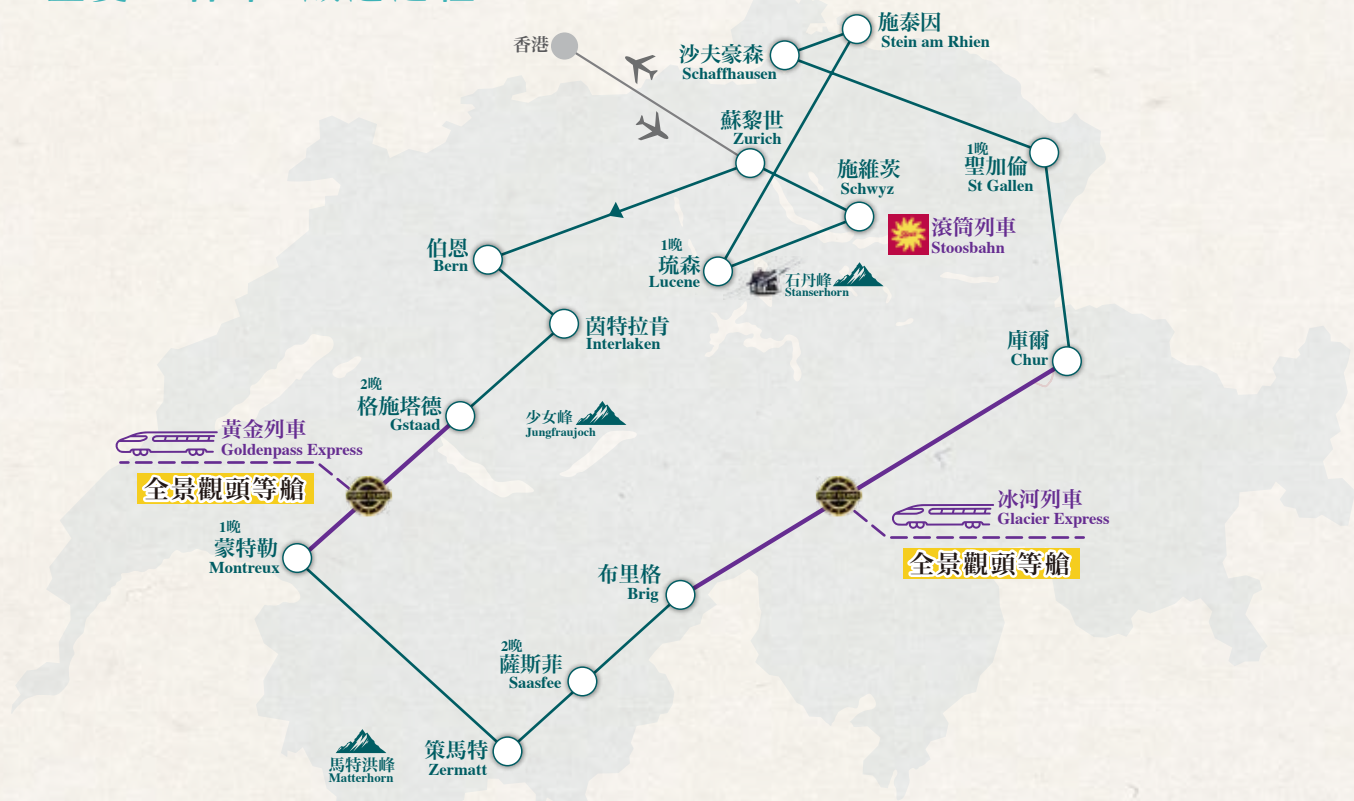 香港
施泰因
Stein am Rhien
沙夫豪森
Schaffhausen
蘇黎世
Zurich
1晚
聖加倫
St Gallen
施維茨
Schwyz
滾筒列車
Stoosbahn
伯恩
Bern
1晚
琉森
Lucene
石丹峰
Stanserhorn
茵特拉肯
Interlaken
庫爾
Chur
2晚
格施塔德
Gstaad
少女峰
Jungfraujoch
黃金列車
Goldenpass Express
全景觀頭等艙
冰河列車
Glacier Express
全景觀頭等艙
1晚
蒙特勒
Montreux
布里格
Brig
2晚
薩斯菲
Saasfee
策馬特
Zermatt
馬特洪峰
Matterhorn